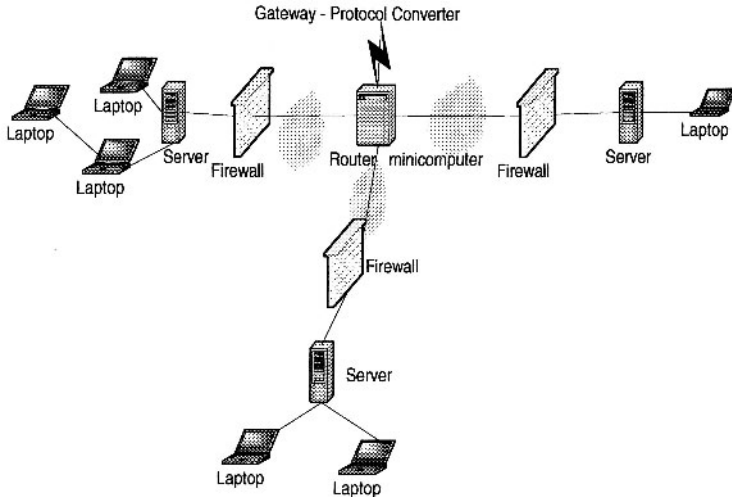 Gateway - Protocol Converter
Laptop
Laptop
Laptop
Server
Firewall
Router, minicomputer
Firewall
Server
Laptop
Firewall
Server
Laptop
Laptop